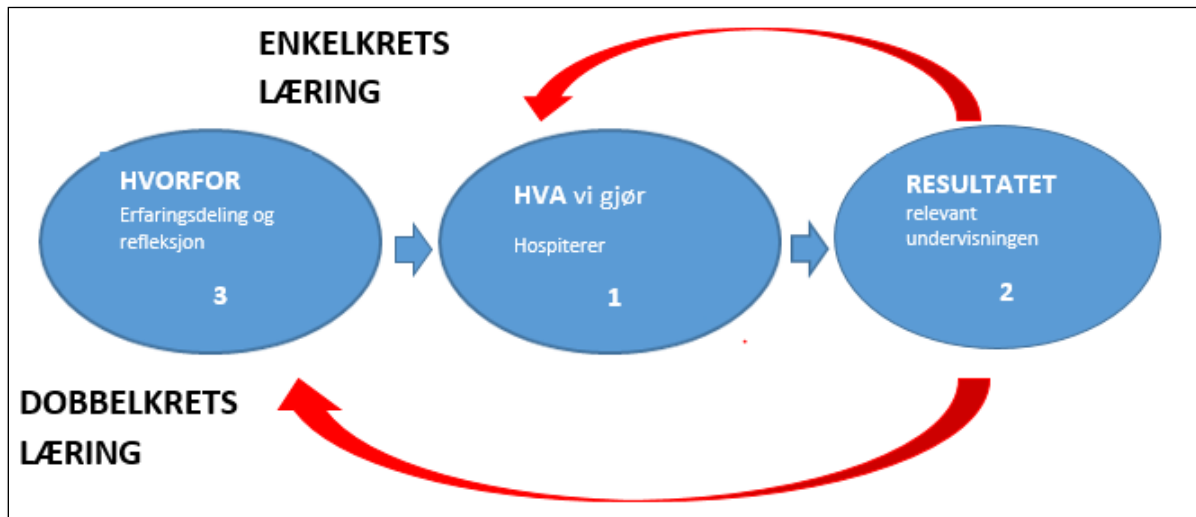 ENKELKRETS
LÆRING
HVORFOR
Erfaringsdeling og
refleksjon
3
HVA vi gjør
Hospiterer
1
RESULTATET
relevant
undervisningen
2
DOBBELKRETS
LÆRING